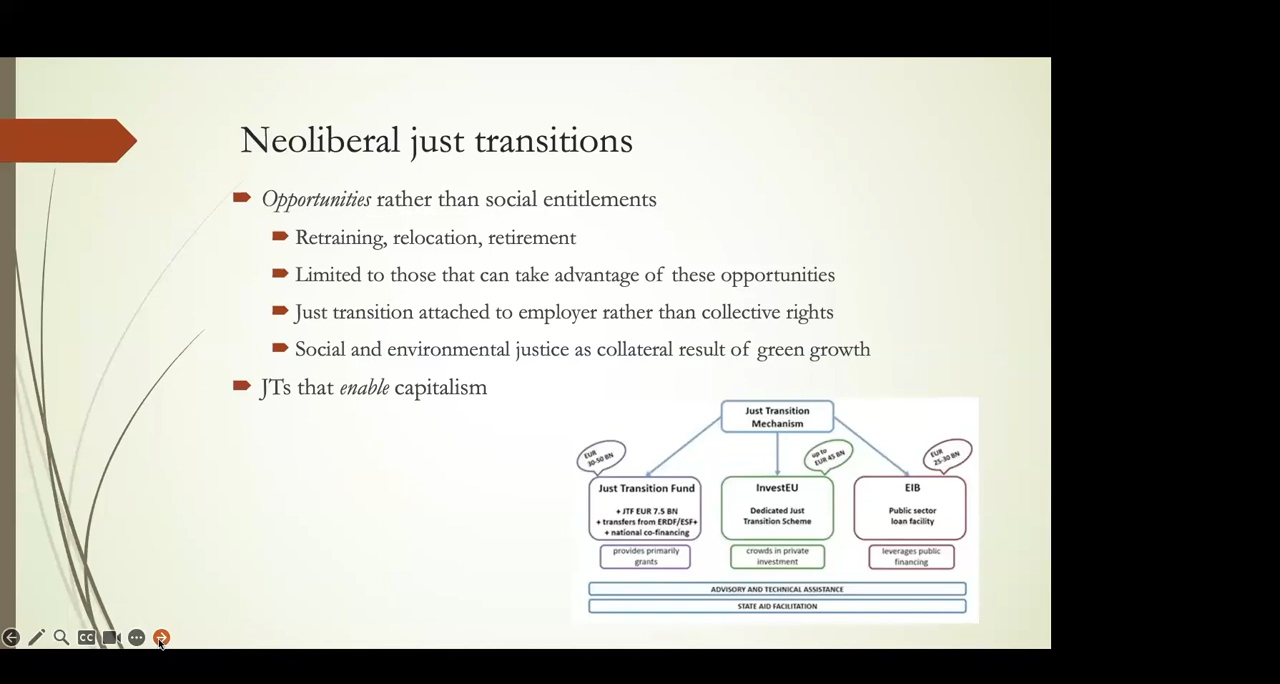 Neoliberal just transitions
Opportunities rather than social entitlements
Retraining, relocation, retirement
Limited to those that can take advantage of these opportunities
Just transition attached to employer rather than collective rights
Social and environmental justice as collateral result of green growth
JTs that enable capitalism
Just Transition
Mechanism
EUR
30-50 BN
up to
EUR 45 BN
EUR
25-30 BN
Just Transition Fund
+ JTF EUR 7.5 BN
+ transfers from ERDF/ESF+
+ national co-financing
provides primarily
grants
InvestEU
Dedicated Just
Transition Scheme
crowds in private
investment
EIB
Public sector
loan facility
leverages public
financing
ADVISORY AND TECHNICAL ASSISTANCE
STATE AID FACILITATION
CC